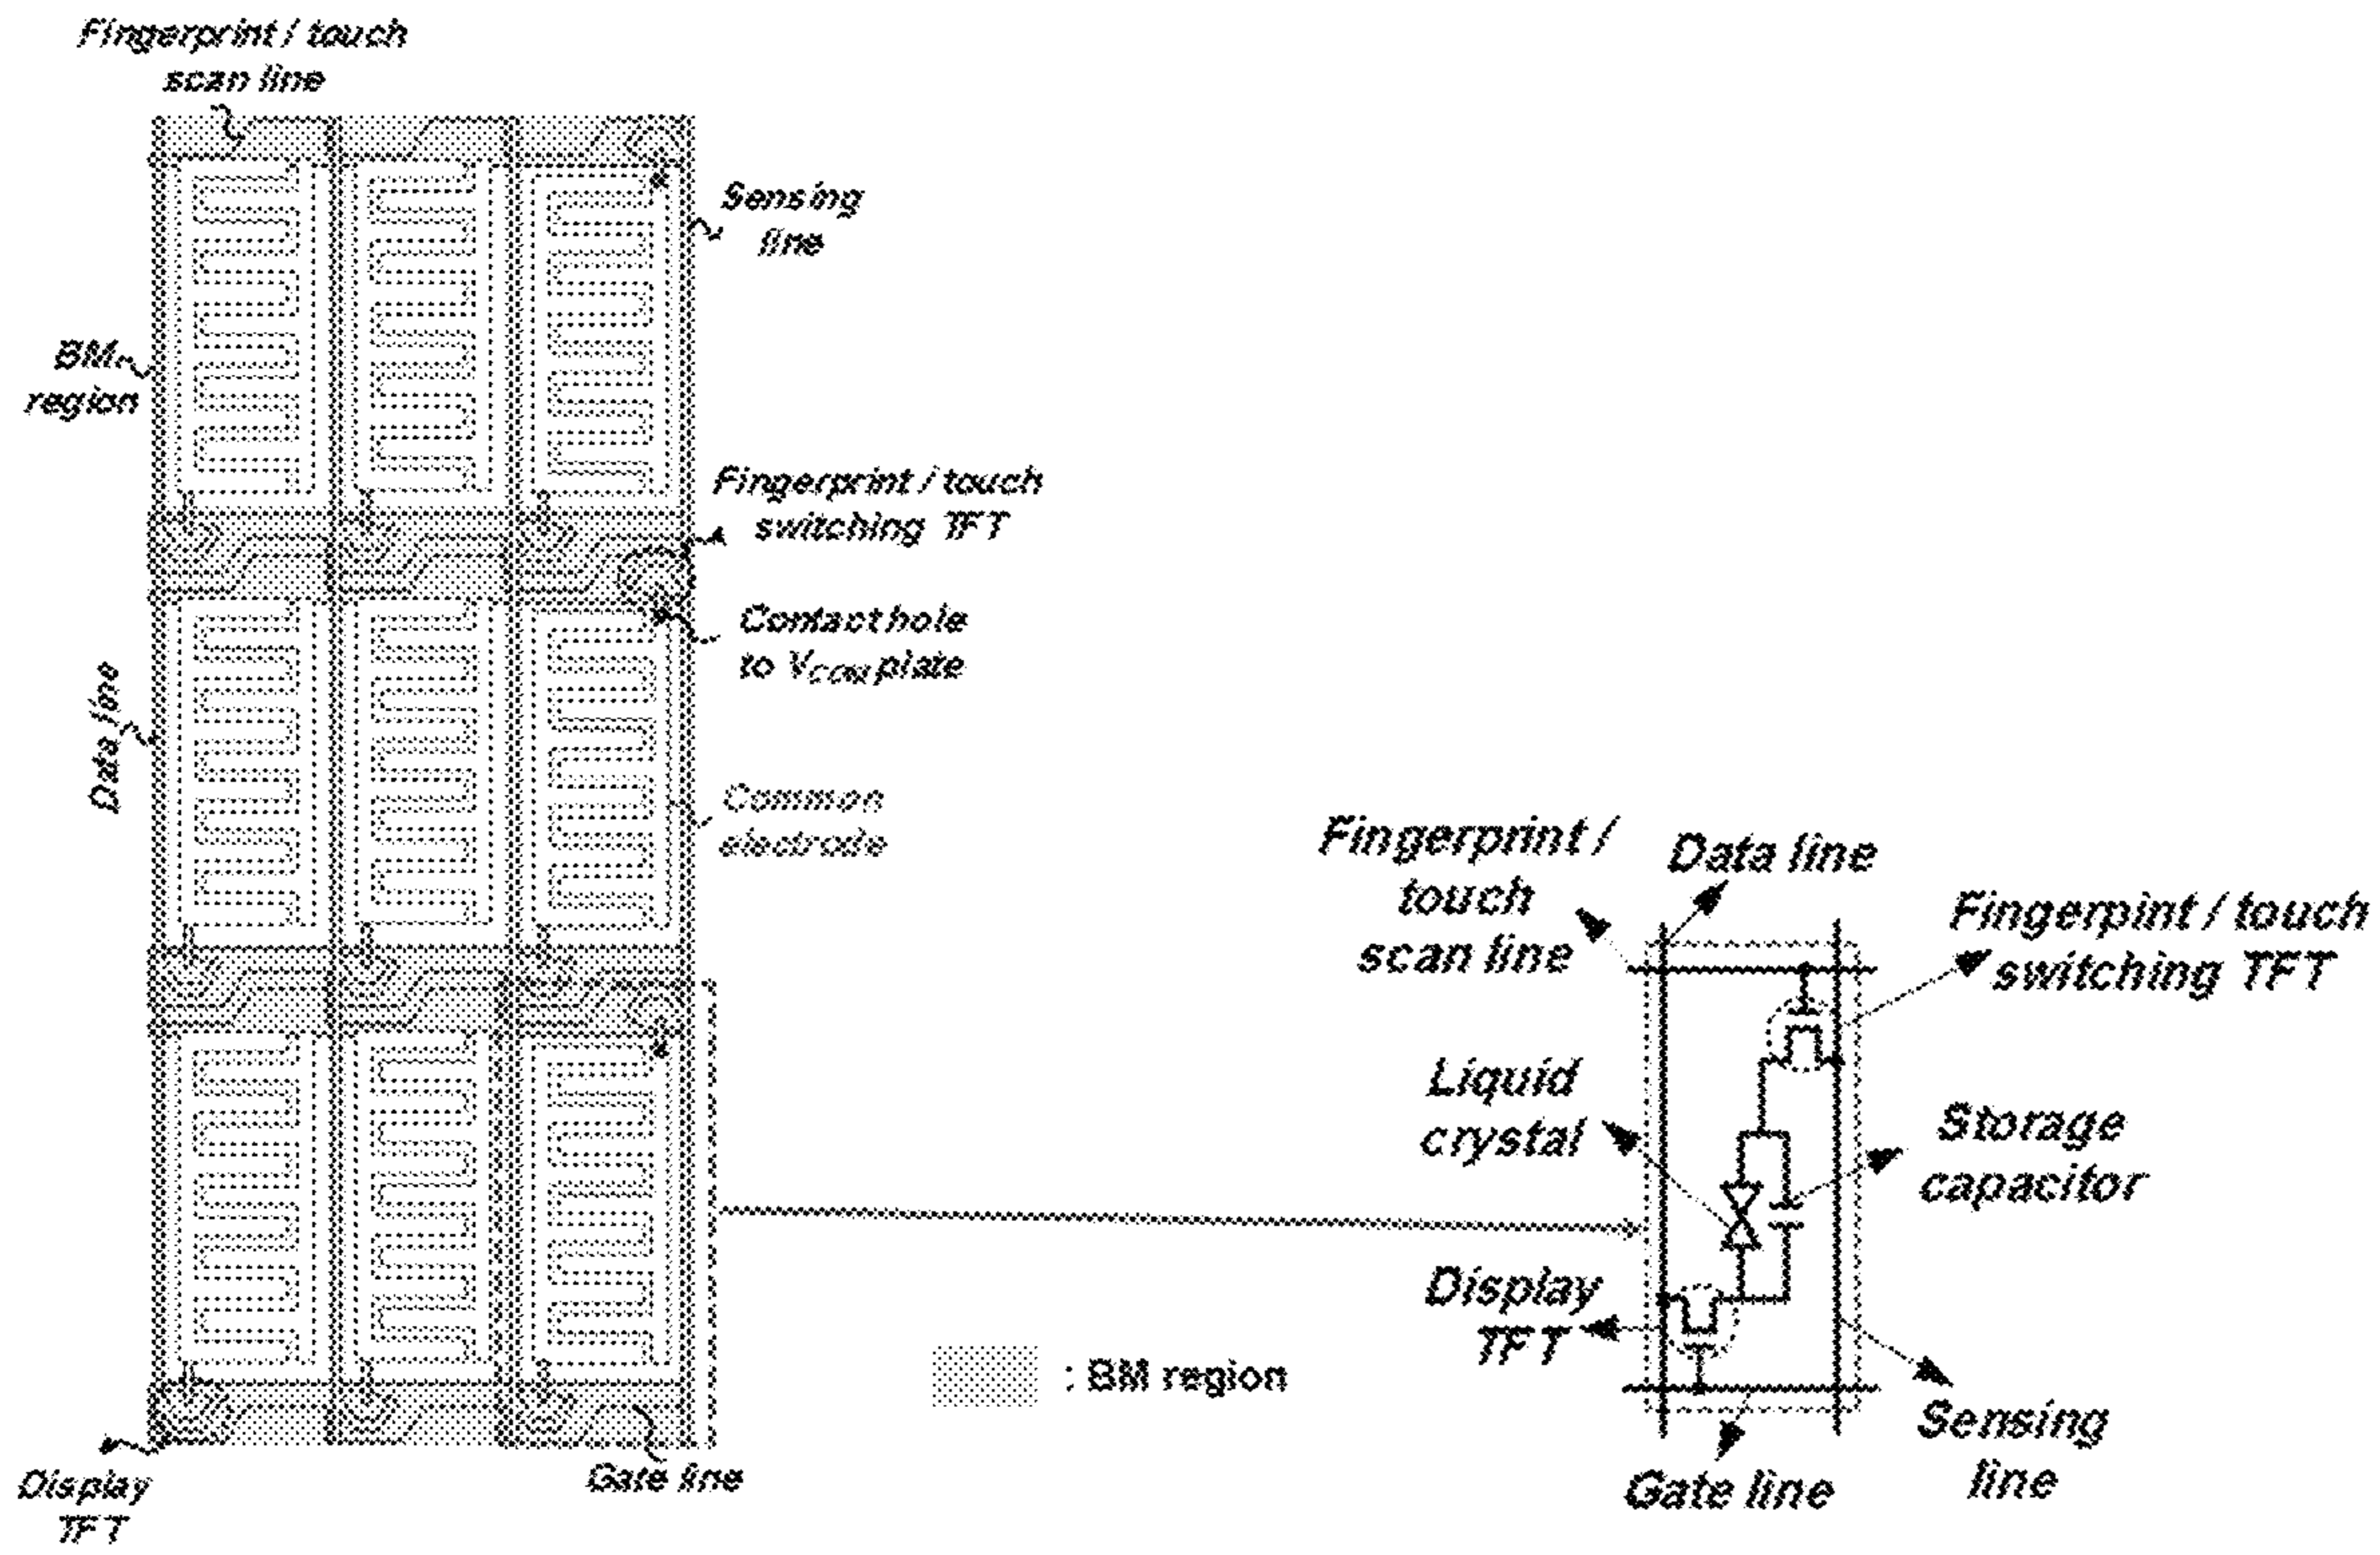 Fingerprint / touch
scan line
Sensing
line
BM
region
Fingerprint / touch
switching TFT
Contact hole
to VCOM plate
Data line
Common
electrode
Display
TFT
Gate line
: BM region
Fingerprint /
touch
scan line
Data line
Fingerpint / touch
switching TFT
Liquid
crystal
Storage
capacitor
Display
TFT
Sensing
line
Gate line